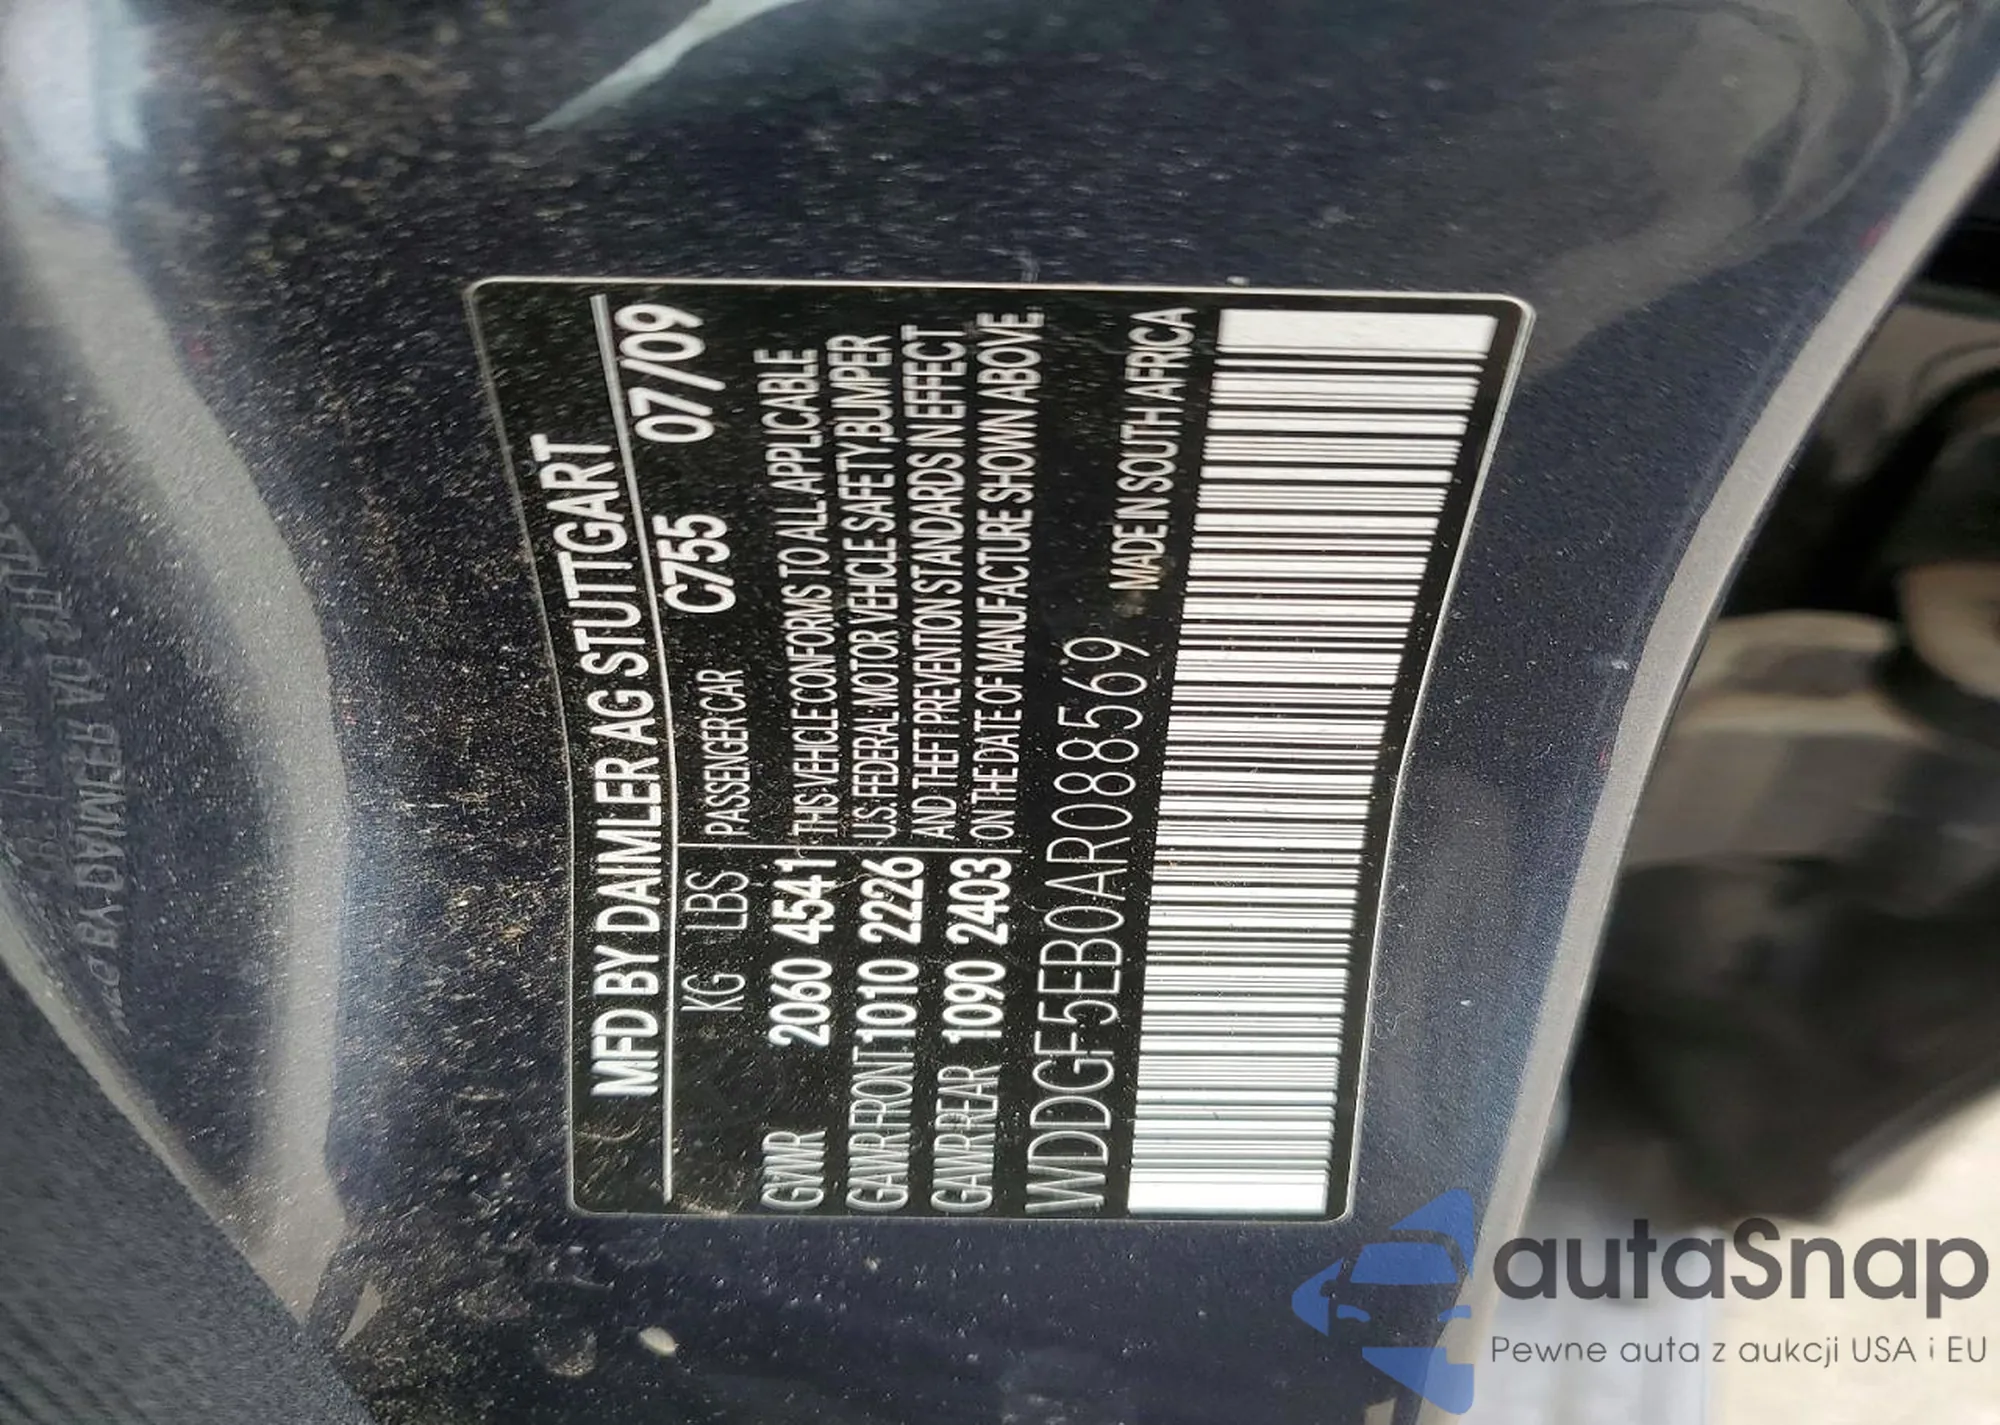 MFD BY DAIMLER AG STUTTGART
KG LBS PASSENGER CAR C755 07/09
GVWR 2060 4541 THIS VEHICLE CONFORMS TO ALL APPLICABLE
GAWR FRONT 1010 2226 U.S. FEDERAL MOTOR VEHICLE SAFETY,BUMPER
GAWR REAR 1090 2403 AND THEFT PREVENTION STANDARDS IN EFFECT
ON THE DATE OF MANUFACTURE SHOWN ABOVE.
WDDGF5EB0AR088569 MADE IN SOUTH AFRICA
autaSnap
Pewne auta z aukcji USA i EU